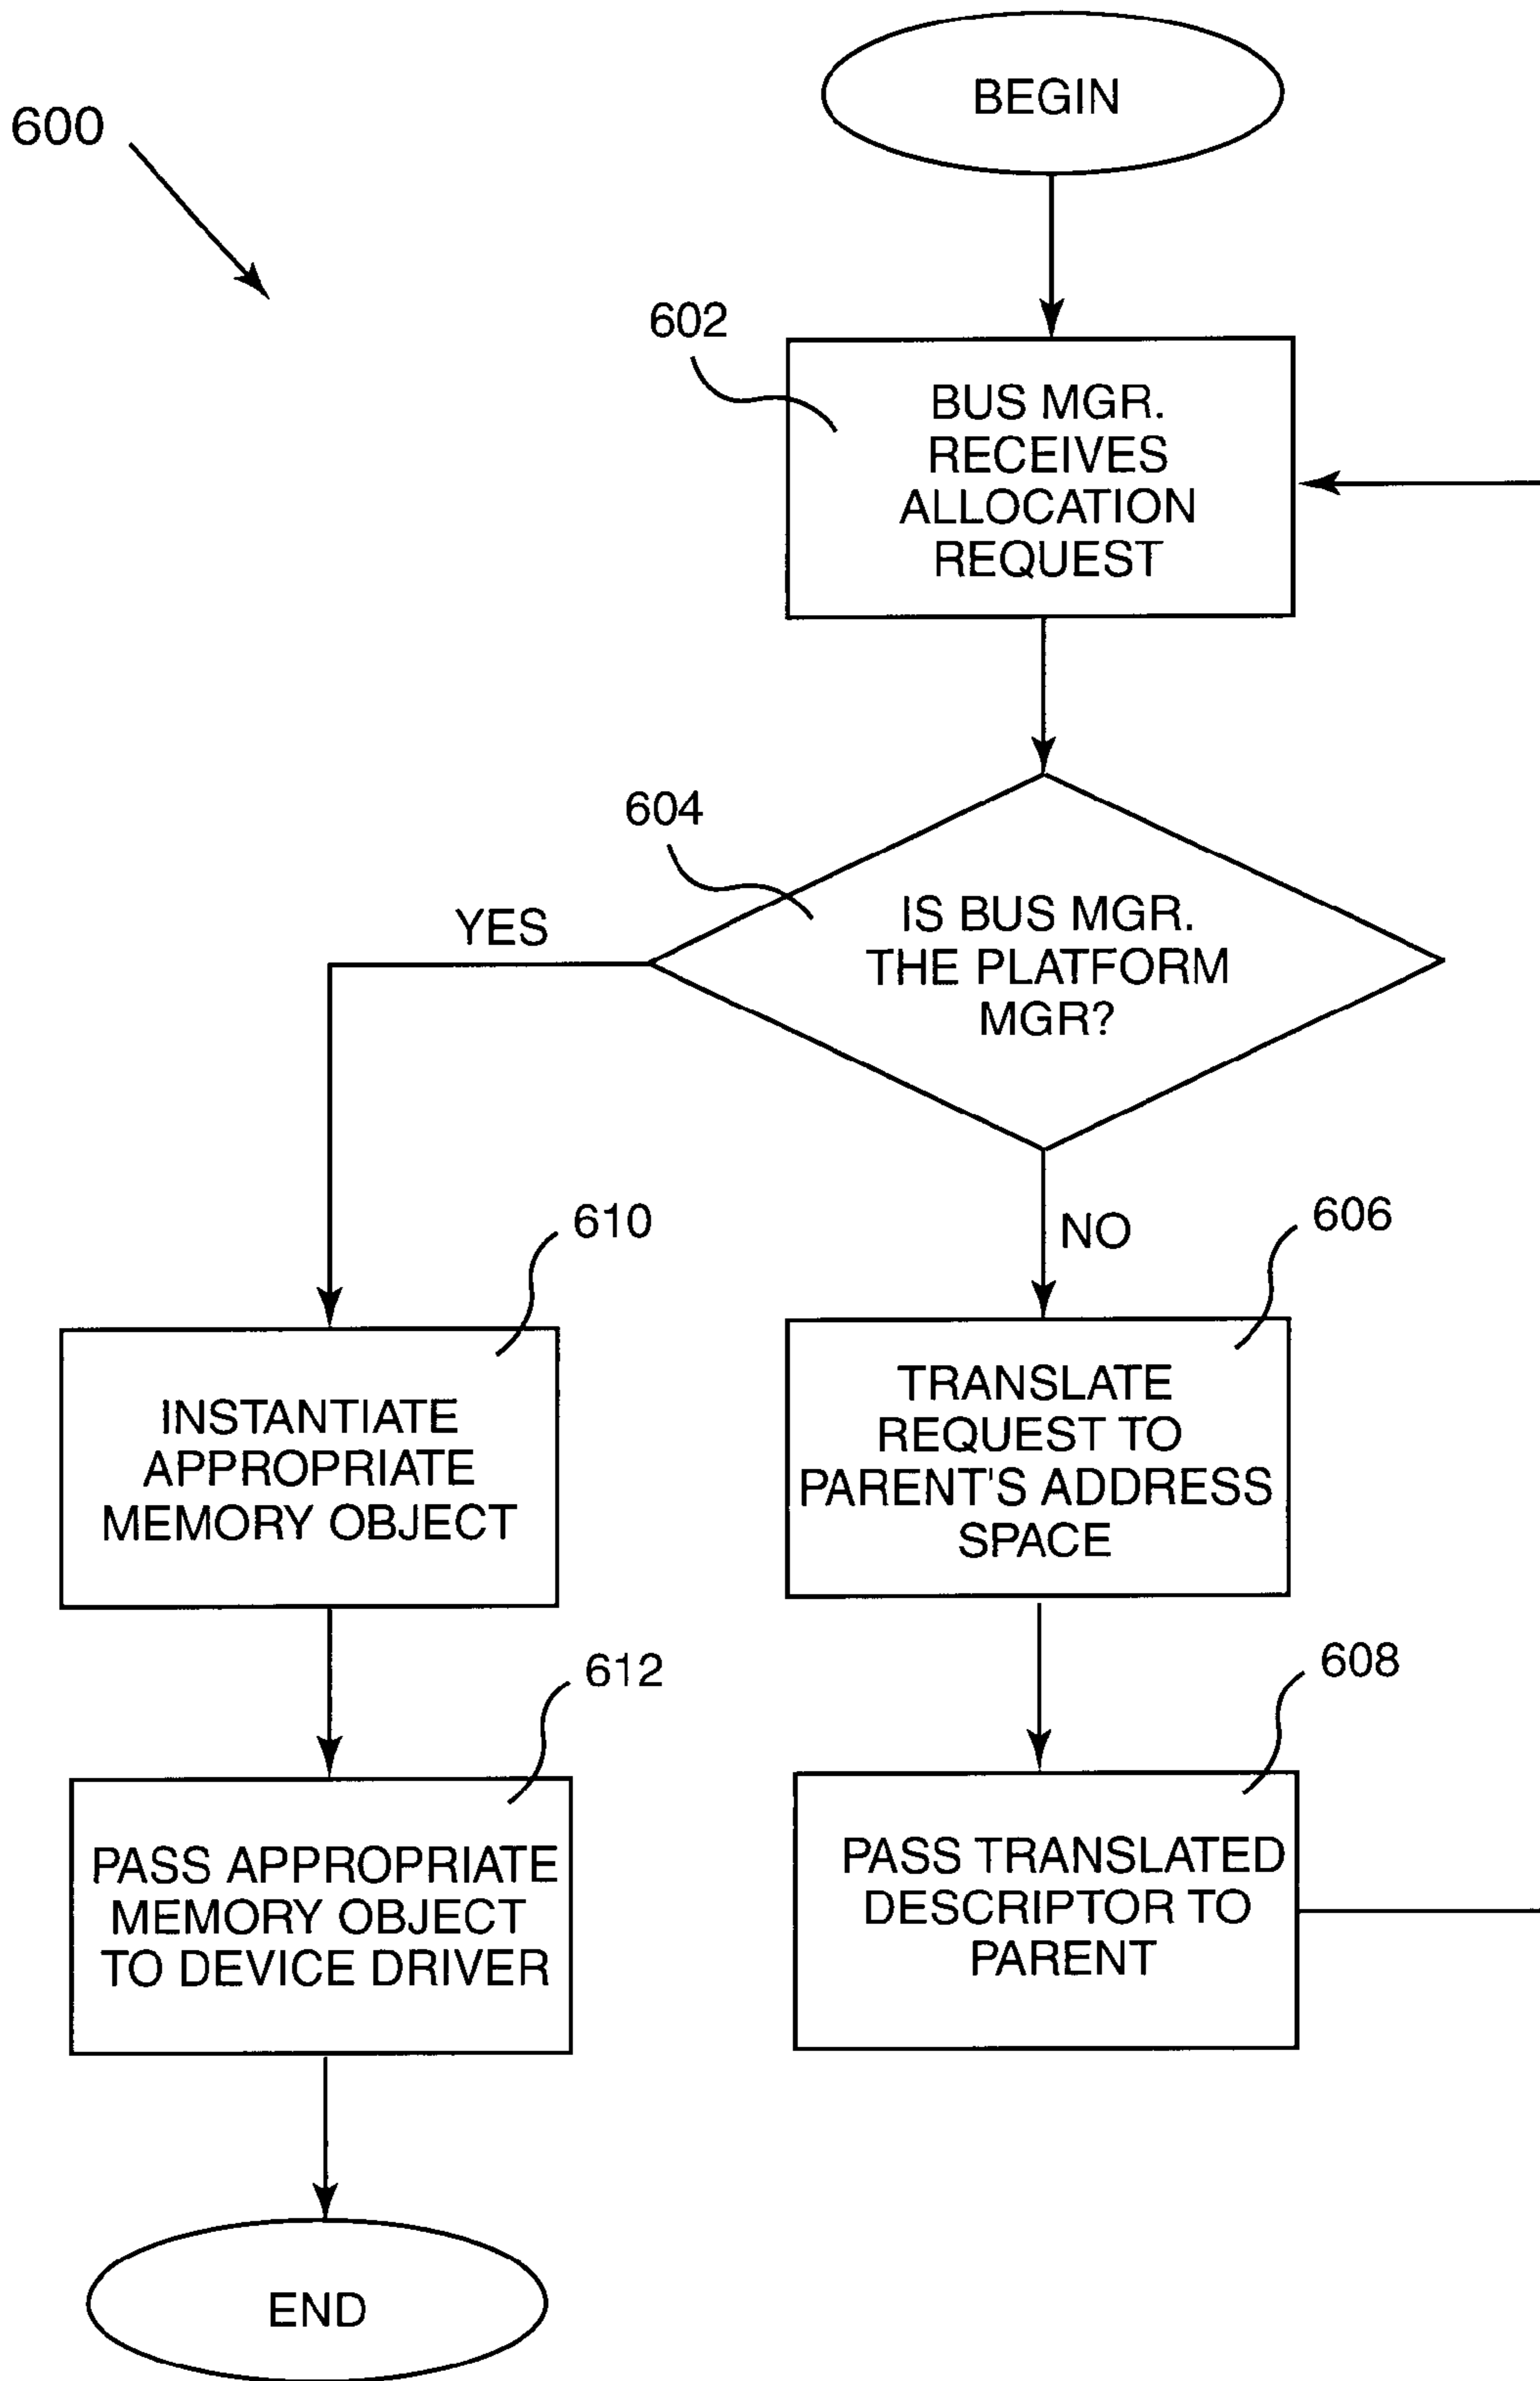 BEGIN
600
602
BUS MGR.
RECEIVES
ALLOCATION
REQUEST
604
YES
IS BUS MGR.
THE PLATFORM
MGR?
NO
610
606
INSTANTIATE
APPROPRIATE
MEMORY OBJECT
TRANSLATE
REQUEST TO
PARENT'S ADDRESS
SPACE
612
608
PASS APPROPRIATE
MEMORY OBJECT
TO DEVICE DRIVER
PASS TRANSLATED
DESCRIPTOR TO
PARENT
END